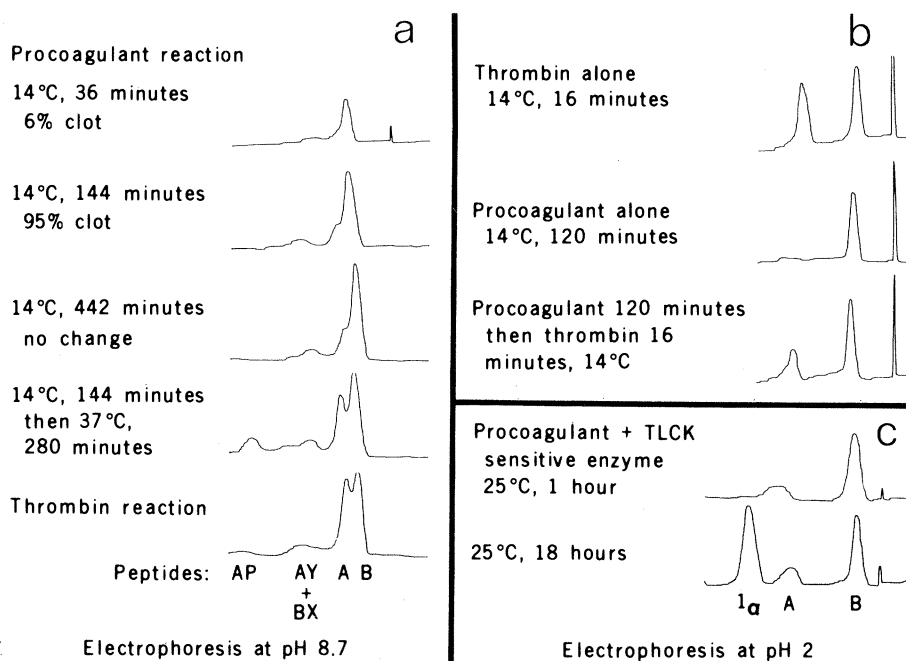 a
Procoagulant reaction
14°C, 36 minutes
6% clot
14°C, 144 minutes
95% clot
14°C, 442 minutes
no change
14°C, 144 minutes
then 37°C,
280 minutes
Thrombin reaction
Peptides: AP AY A B
+
BX
Electrophoresis at pH 8.7
b
Thrombin alone
14°C, 16 minutes
Procoagulant alone
14°C, 120 minutes
Procoagulant 120 minutes
then thrombin 16
minutes, 14°C
C
Procoagulant + TLCK
sensitive enzyme
25°C, 1 hour
25°C, 18 hours
1α A B
Electrophoresis at pH 2